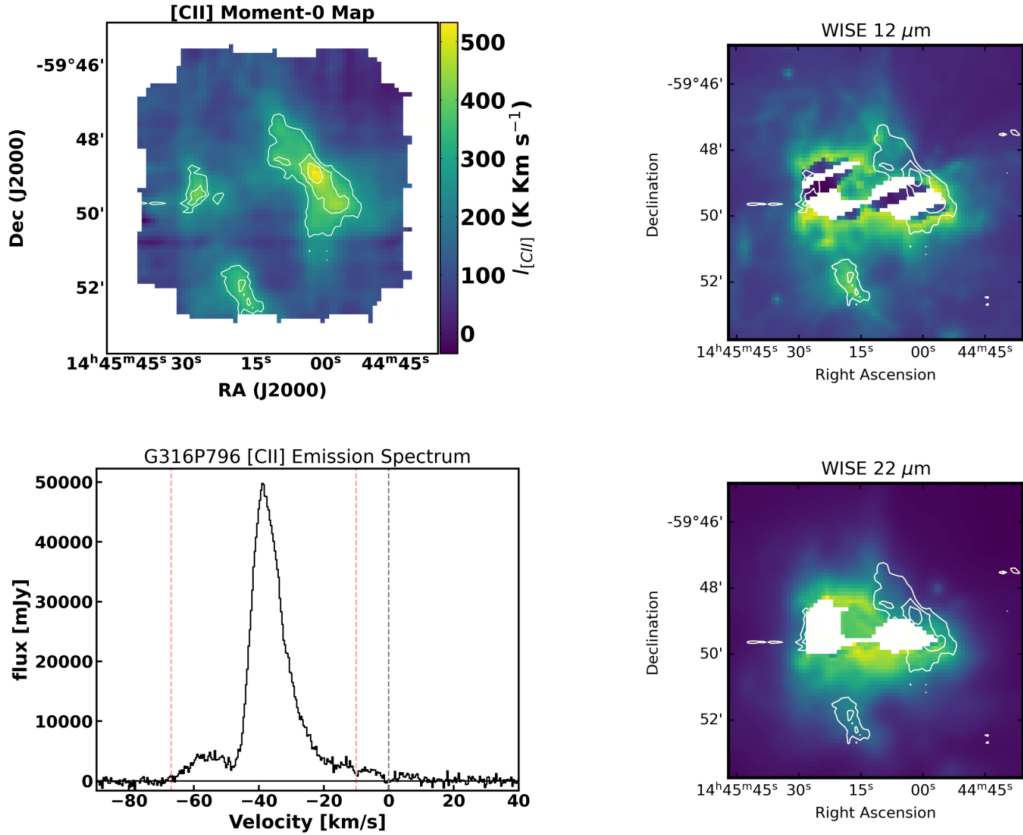 [CII] Moment-0 Map
-59°46'
48'
50'
52'
Dec (J2000)
14ʰ45ᵐ45ˢ 30ˢ 15ˢ 00ˢ 44ᵐ45ˢ
RA (J2000)
500
400
300
200
100
0
I[CII] (K Km s⁻¹)
WISE 12 μm
-59°46'
48'
50'
52'
Declination
14ʰ45ᵐ45ˢ 30ˢ 15ˢ 00ˢ 44ᵐ45ˢ
Right Ascension
G316P796 [CII] Emission Spectrum
50000
40000
30000
20000
10000
0
flux [mJy]
−80 −60 −40 −20 0 20 40
Velocity [km/s]
WISE 22 μm
-59°46'
48'
50'
52'
Declination
14ʰ45ᵐ45ˢ 30ˢ 15ˢ 00ˢ 44ᵐ45ˢ
Right Ascension